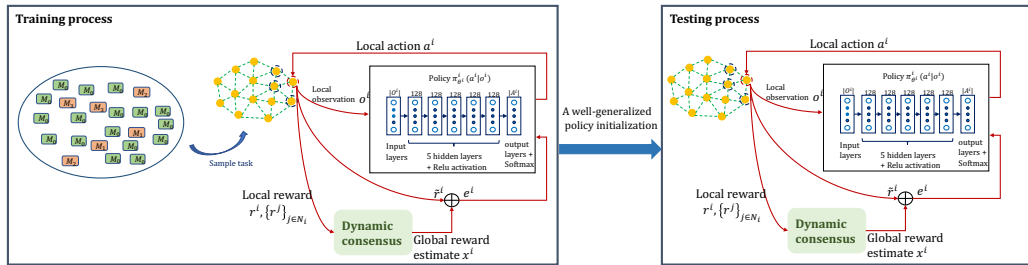 Training process
Local action a^i
Policy π^i_{θ^i} (a^i|o^i)
Local
observation o^i
|O^i| 128 128 128 128 128 |A^i|
Input
layers
5 hidden layers
+ Relu activation
output
layers +
Softmax
Sample task
Local reward
r^i, {r^j}_{j∈N_i}
r̃^i
e^i
Dynamic
consensus
Global reward
estimate x^i
A well-generalized
policy initialization
Testing process
Local action a^i
Policy π^i_{θ^i} (a^i|o^i)
Local
observation o^i
|O^i| 128 128 128 128 128 |A^i|
Input
layers
5 hidden layers
+ Relu activation
output
layers +
Softmax
Local reward
r^i, {r^j}_{j∈N_i}
r̃^i
e^i
Dynamic
consensus
Global reward
estimate x^i